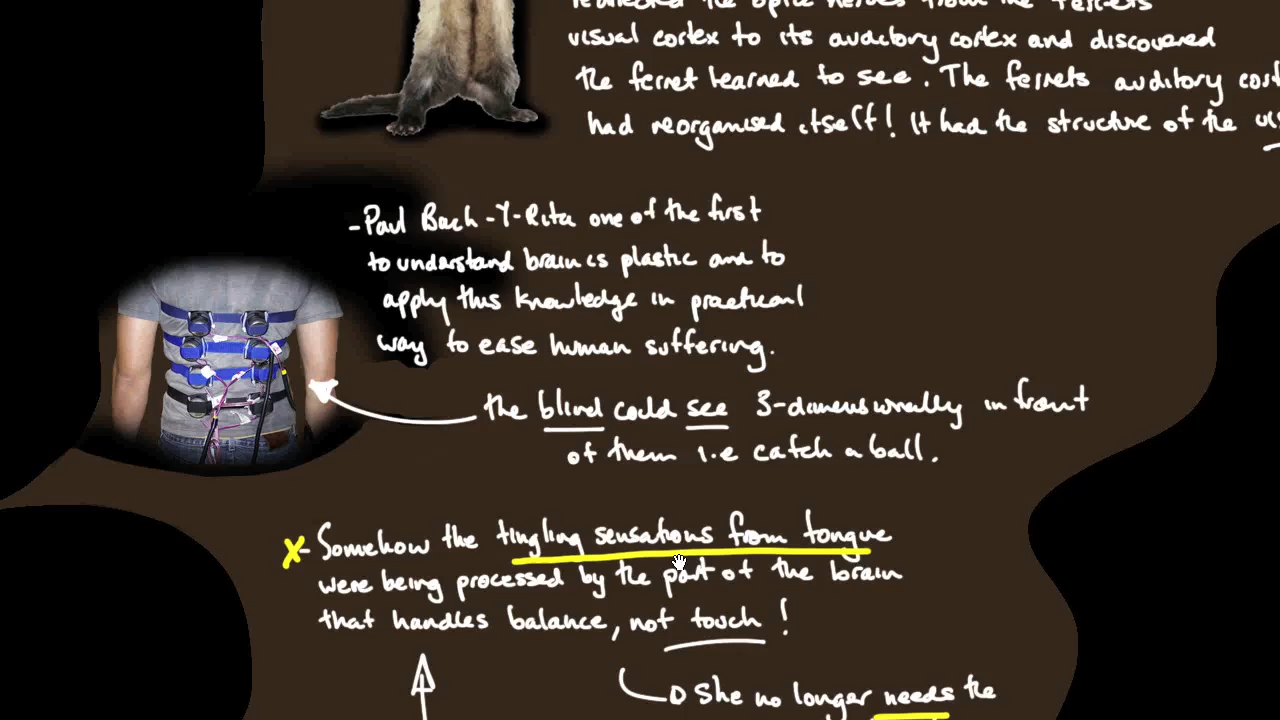 visual cortex to its auditory cortex and discovered
the ferret learned to see. The ferrets auditory
had reorganised itself! It had the structure of the
- Paul Bach-Y-Rita one of the first
to understand brain is plastic and to
apply this knowledge in practical
way to ease human suffering.
the blind could see 3-dimensionally in front
of them i.e catch a ball.
x - Somehow the tingling sensations from tongue
were being processed by the part of the brain
that handles balance, not touch!
She no longer needs the